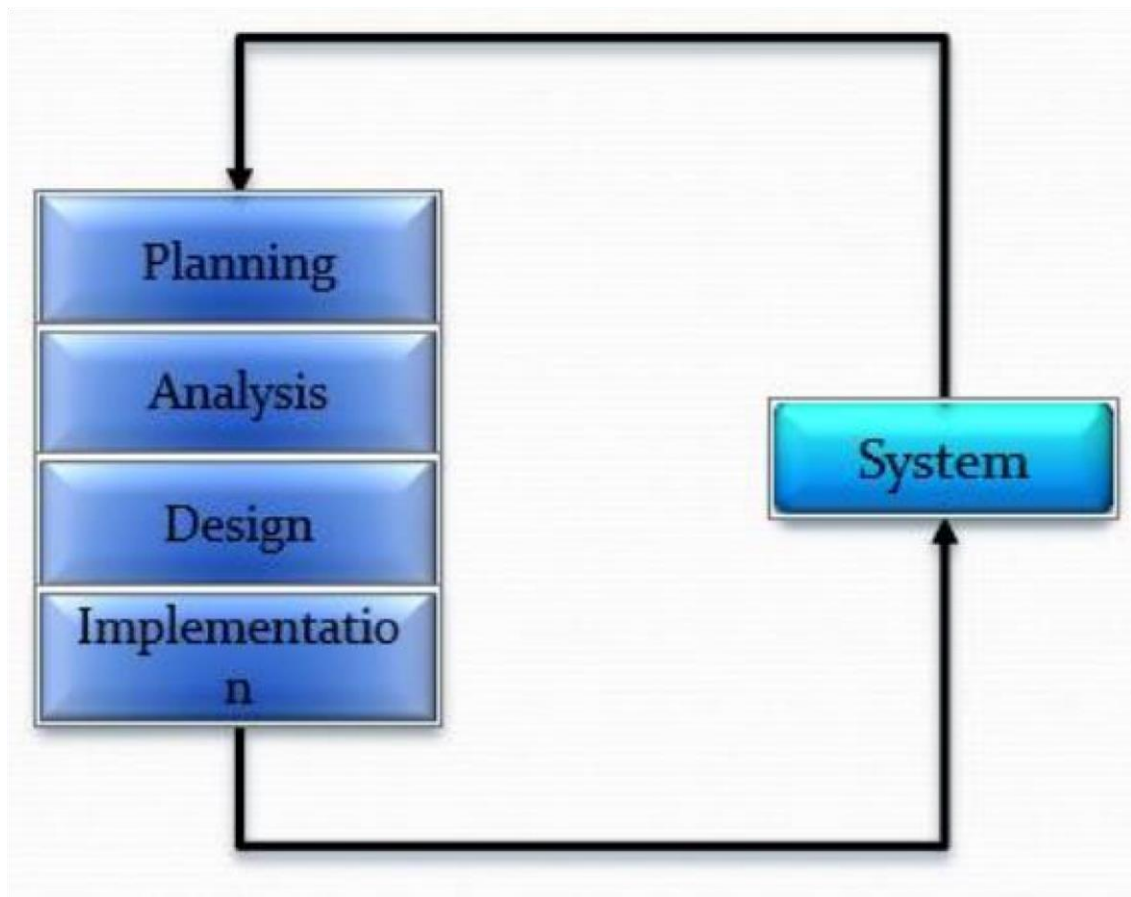 Planning
Analysis
Design
Implementatio
n
System